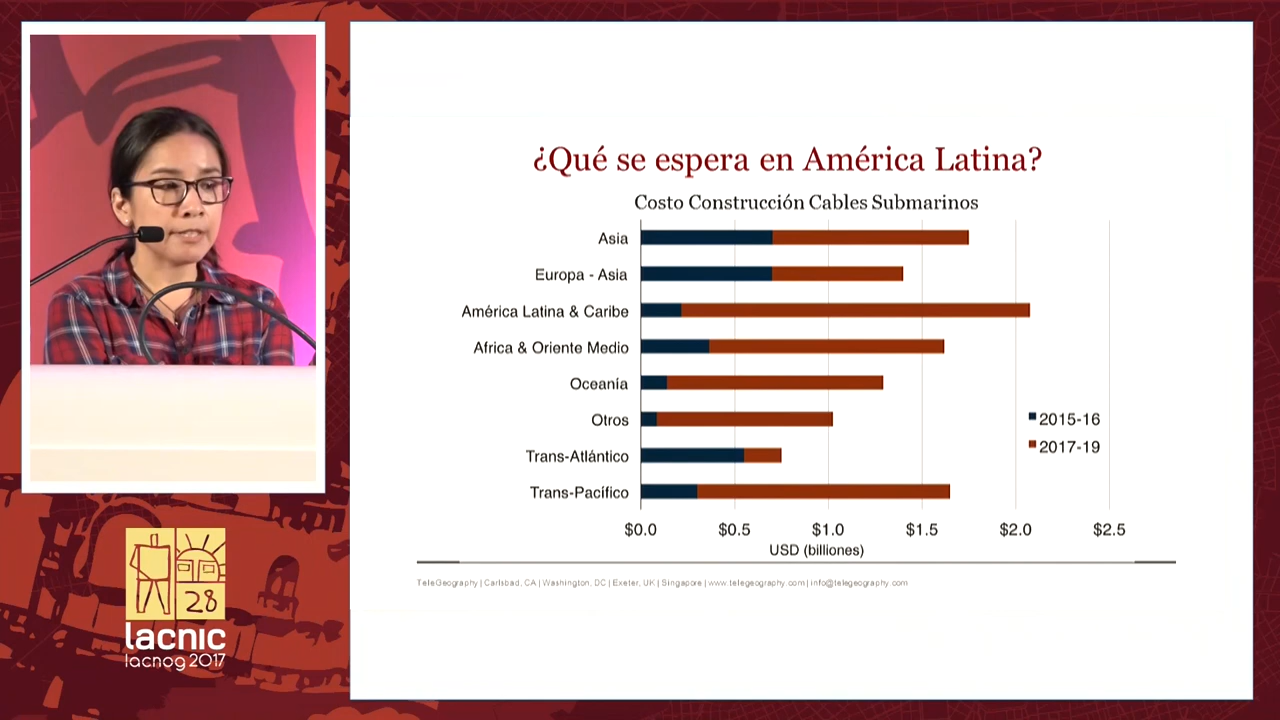 ¿Qué se espera en América Latina?
Costo Construcción Cables Submarinos
Asia
Europa - Asia
América Latina & Caribe
Africa & Oriente Medio
Oceanía
Otros
Trans-Atlántico
Trans-Pacífico
2015-16
2017-19
$0.0 $0.5 $1.0 $1.5 $2.0 $2.5
USD (billiones)
TeleGeography | Carlsbad, CA | Washington, DC | Exeter, UK | Singapore | www.telegeography.com | info@telegeography.com
28
lacnic
lacnog 2017